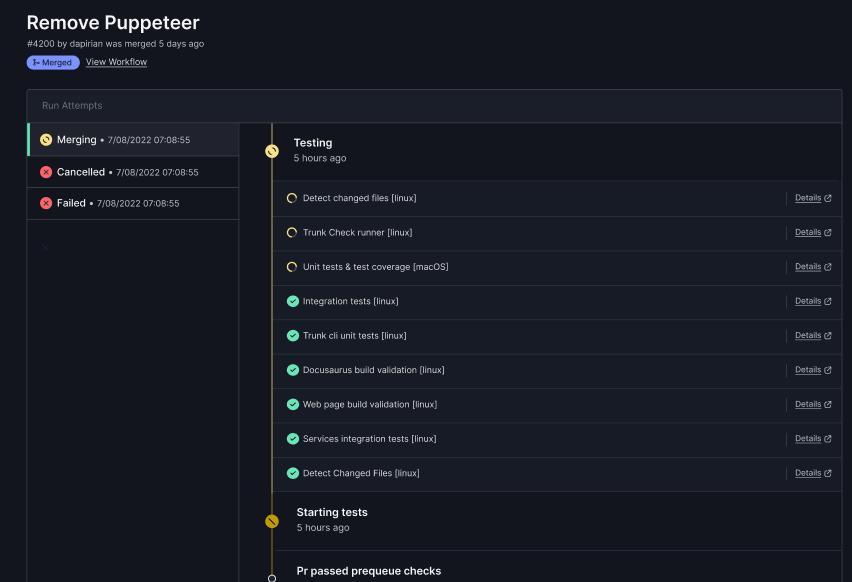 Remove Puppeteer
#4200 by dapirian was merged 5 days ago
Merged View Workflow
Run Attempts
Merging • 7/08/2022 07:08:55
Cancelled • 7/08/2022 07:08:55
Failed • 7/08/2022 07:08:55
Testing
5 hours ago
Detect changed files [linux] Details
Trunk Check runner [linux] Details
Unit tests & test coverage [macOS] Details
Integration tests [linux] Details
Trunk cli unit tests [linux] Details
Docusaurus build validation [linux] Details
Web page build validation [linux] Details
Services integration tests [linux] Details
Detect Changed Files [linux] Details
Starting tests
5 hours ago
Pr passed prequeue checks